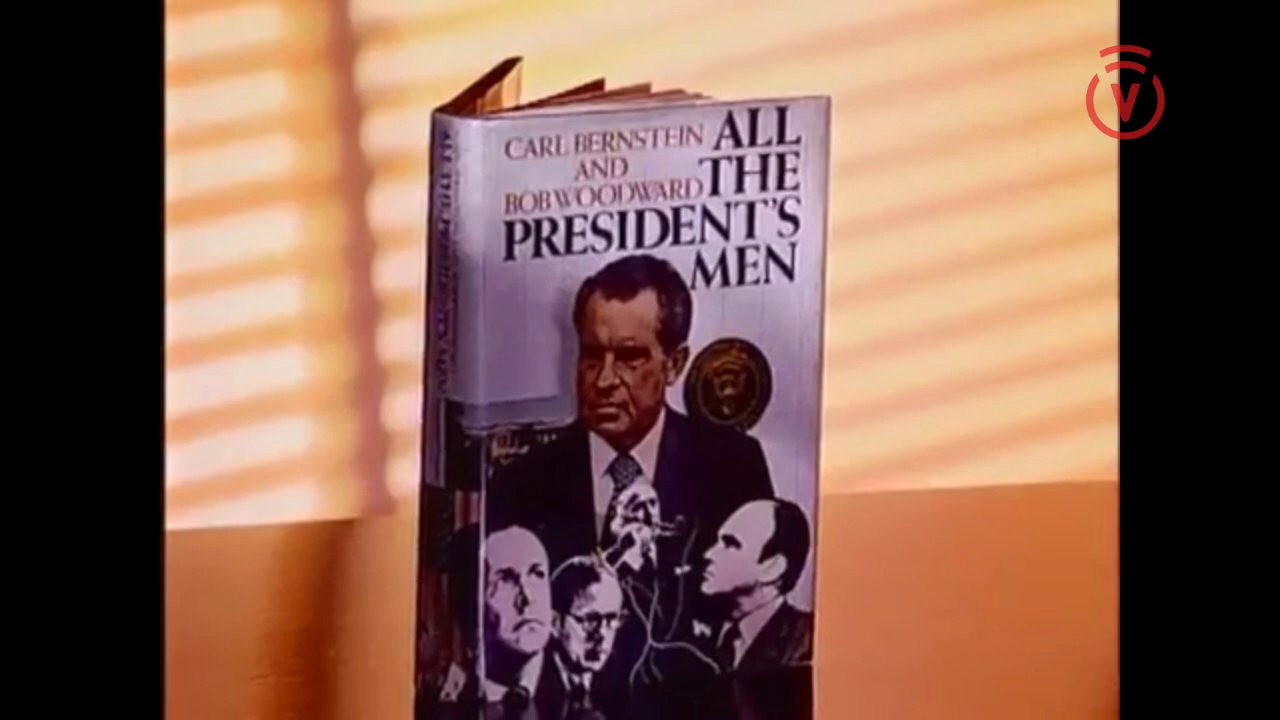 CARL BERNSTEIN
AND
BOB WOODWARD
ALL
THE
PRESIDENT'S
MEN
V